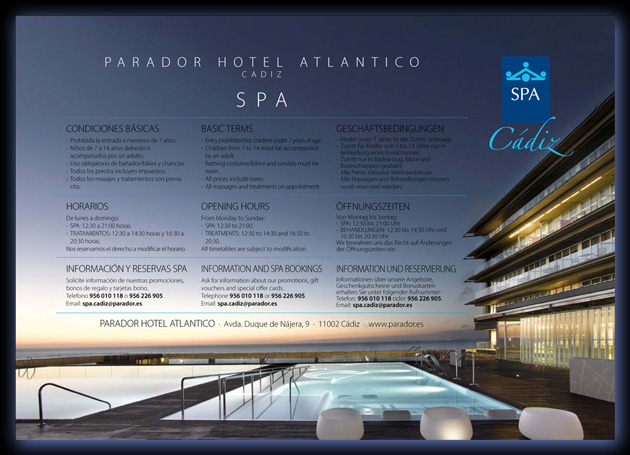 PARADOR HOTEL ATLANTICO
CADIZ
SPA
SPA
Cádiz
CONDICIONES BÁSICAS
- Prohibida la entrada a menores de 7 años.
- Niños de 7 a 14 años deberán ir
acompañados por un adulto.
- Uso obligatorio de bañador/bikini y chanclas.
- Todos los precios incluyen impuestos.
- Todos los masajes y tratamientos son previa
cita.
BASIC TERMS
- Entry prohibited for children under 7 years of age.
- Children from 7 to 14 must be accompanied
by an adult.
- Bathing costume/bikini and sandals must be
worn.
- All prices include taxes.
- All massages and treatments on appointment.
GESCHÄFTSBEDINGUNGEN
- Kinder unter 7 Jahre ist der Zutritt untersagt.
- Zutritt für Kinder von 7 bis 14 Jahre nur in
Begleitung eines Erwachsenen.
- Zutritt nur in Badeanzug, Bikini und
Badeschlappen gestattet.
- Alle Preise inklusive Mehrwertsteuer.
- Alle Massagen und Behandlungen müssen
vorab reserviert werden.
HORARIOS
De lunes a domingo:
- SPA: 12:30 a 21:00 horas.
- TRATAMIENTOS: 12:30 a 14:30 horas y 16:30 a
20:30 horas.
Nos reservamos el derecho a modificar el horario.
OPENING HOURS
From Monday to Sunday:
- SPA: 12:30 to 21:00.
- TREATMENTS: 12:30 to 14:30 and 16:30 to
20:30.
All timetables are subject to modification.
ÖFFNUNGSZEITEN
Von Montag bis Sontag:
- SPA: 12:30 bis 21:00 Uhr
- BEHANDLUNGEN: 12:30 bis 14:30 Uhr und
16:30 bis 20:30 Uhr
Wir bewahren uns das Recht auf Änderungen
der Öffnungszeiten vor.
INFORMACIÓN Y RESERVAS SPA
Solicite información de nuestras promociones,
bonos de regalo y tarjetas bono.
Teléfono 956 010 118 o 956 226 905.
Email: spa.cadiz@parador.es
INFORMATION AND SPA BOOKINGS
Ask for information about our promotions, gift
vouchers and special offer cards.
Telephone 956 010 118 or 956 226 905.
Email: spa.cadiz@parador.es
INFORMATION UND RESERVIERUNG
Informationen über unsere Angebote,
Geschenkgutscheine und Bonuskarten
erhalten Sie unter folgender Rufnummer:
Telefon: 956 010 118 oder 956 226 905.
Email: spa.cadiz@parador.es
PARADOR HOTEL ATLANTICO · Avda. Duque de Nájera, 9 · 11002 Cádiz · www.parador.es